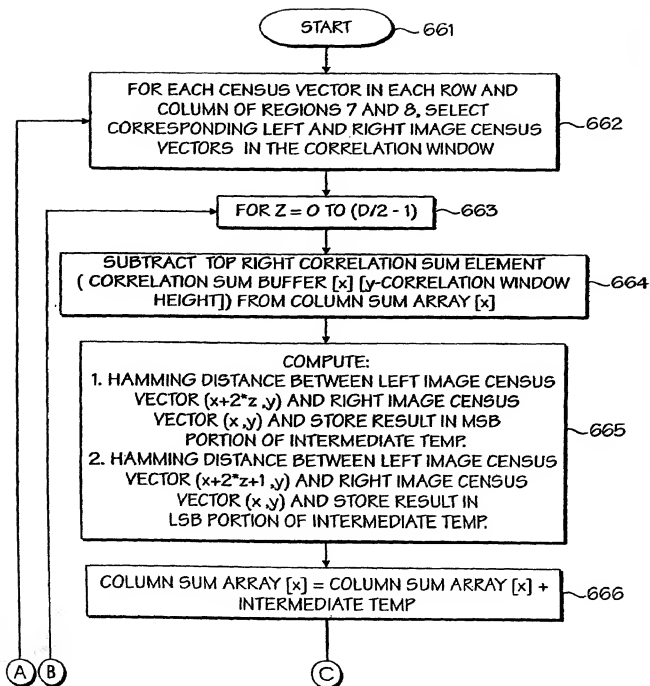 START
661
FOR EACH CENSUS VECTOR IN EACH ROW AND
COLUMN OF REGIONS 7 AND 8, SELECT
CORRESPONDING LEFT AND RIGHT IMAGE CENSUS
VECTORS IN THE CORRELATION WINDOW
662
FOR Z = 0 TO (D/2 - 1)
663
SUBTRACT TOP RIGHT CORRELATION SUM ELEMENT
( CORRELATION SUM BUFFER [x] [y-CORRELATION WINDOW
HEIGHT]) FROM COLUMN SUM ARRAY [x]
664
COMPUTE:
1. HAMMING DISTANCE BETWEEN LEFT IMAGE CENSUS
VECTOR (x+2*z ,y) AND RIGHT IMAGE CENSUS
VECTOR (x ,y) AND STORE RESULT IN MSB
PORTION OF INTERMEDIATE TEMP.
2. HAMMING DISTANCE BETWEEN LEFT IMAGE CENSUS
VECTOR (x+2*z+1 ,y) AND RIGHT IMAGE CENSUS
VECTOR (x ,y) AND STORE RESULT IN
LSB PORTION OF INTERMEDIATE TEMP.
665
COLUMN SUM ARRAY [x] = COLUMN SUM ARRAY [x] +
INTERMEDIATE TEMP
666
A
B
C